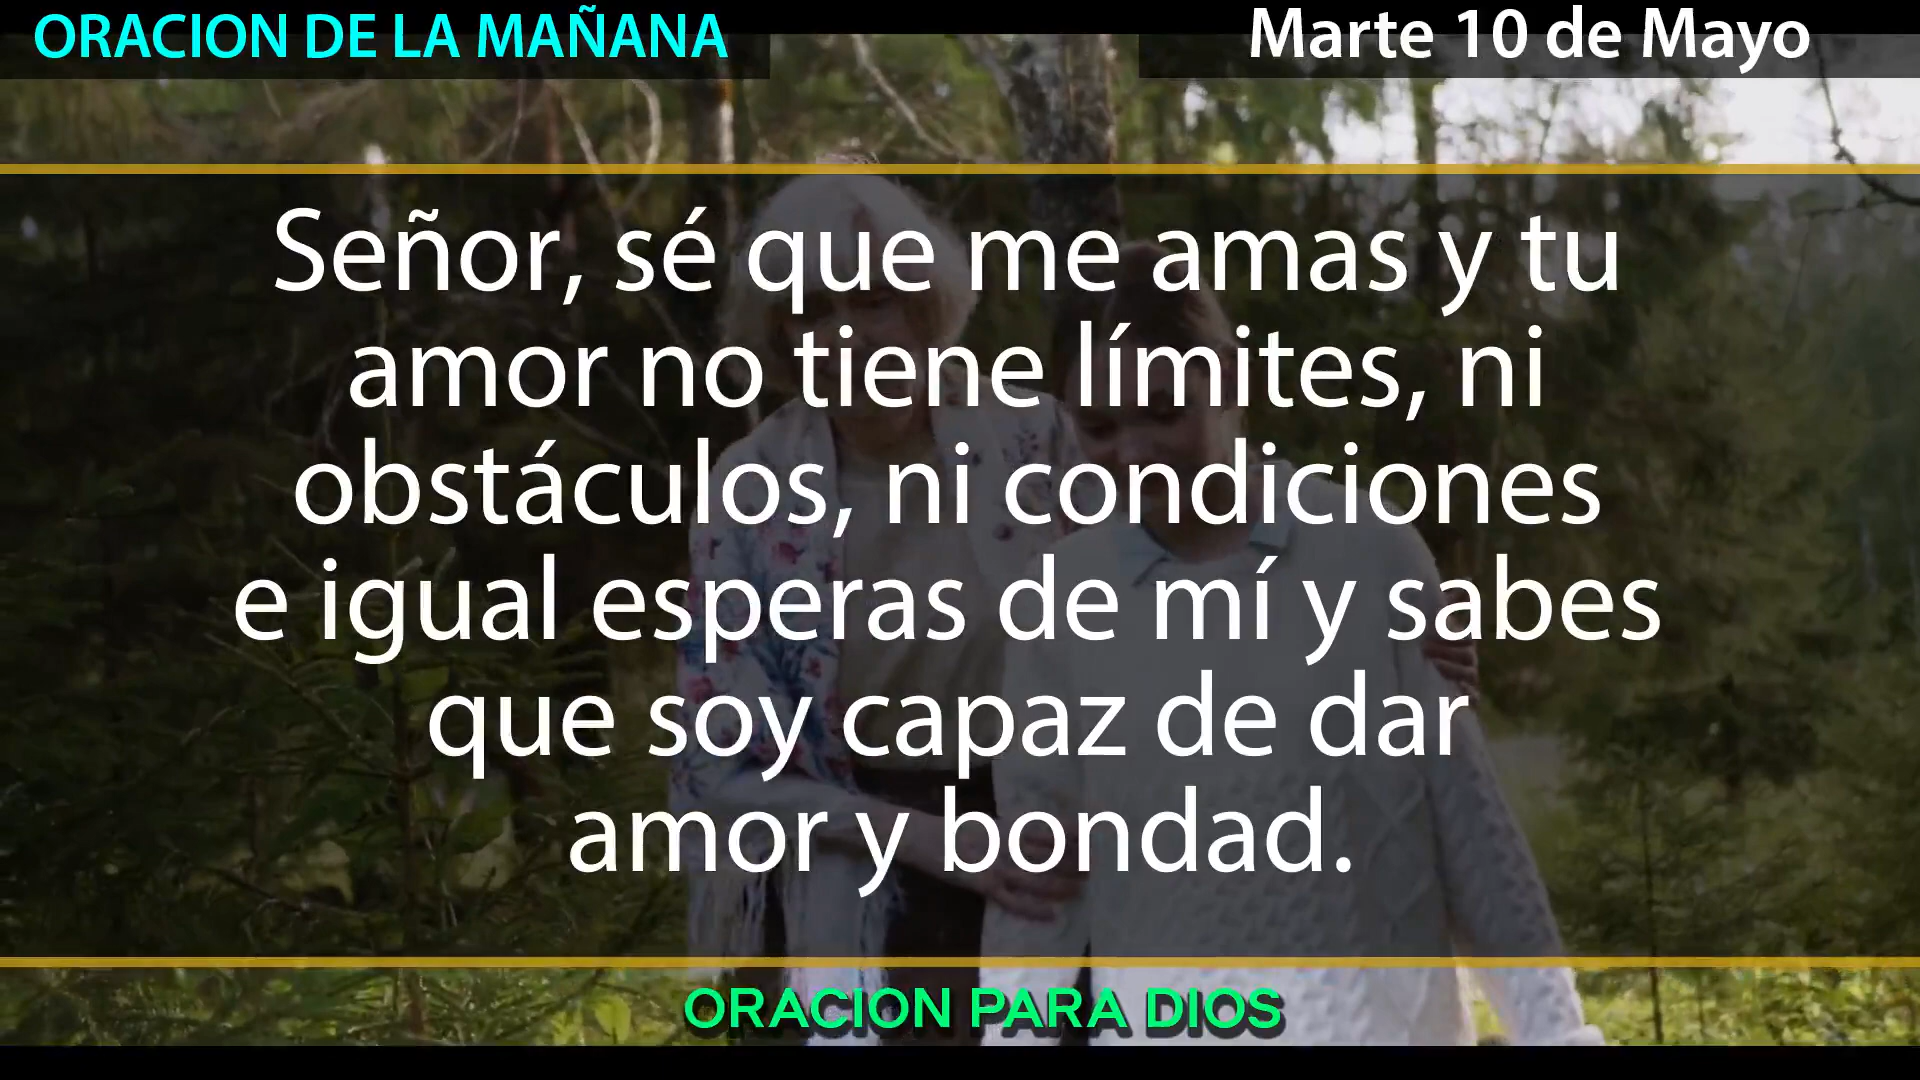 ORACION DE LA MAÑANA
Marte 10 de Mayo
Señor, sé que me amas y tu
amor no tiene límites, ni
obstáculos, ni condiciones
e igual esperas de mí y sabes
que soy capaz de dar
amor y bondad.
ORACION PARA DIOS